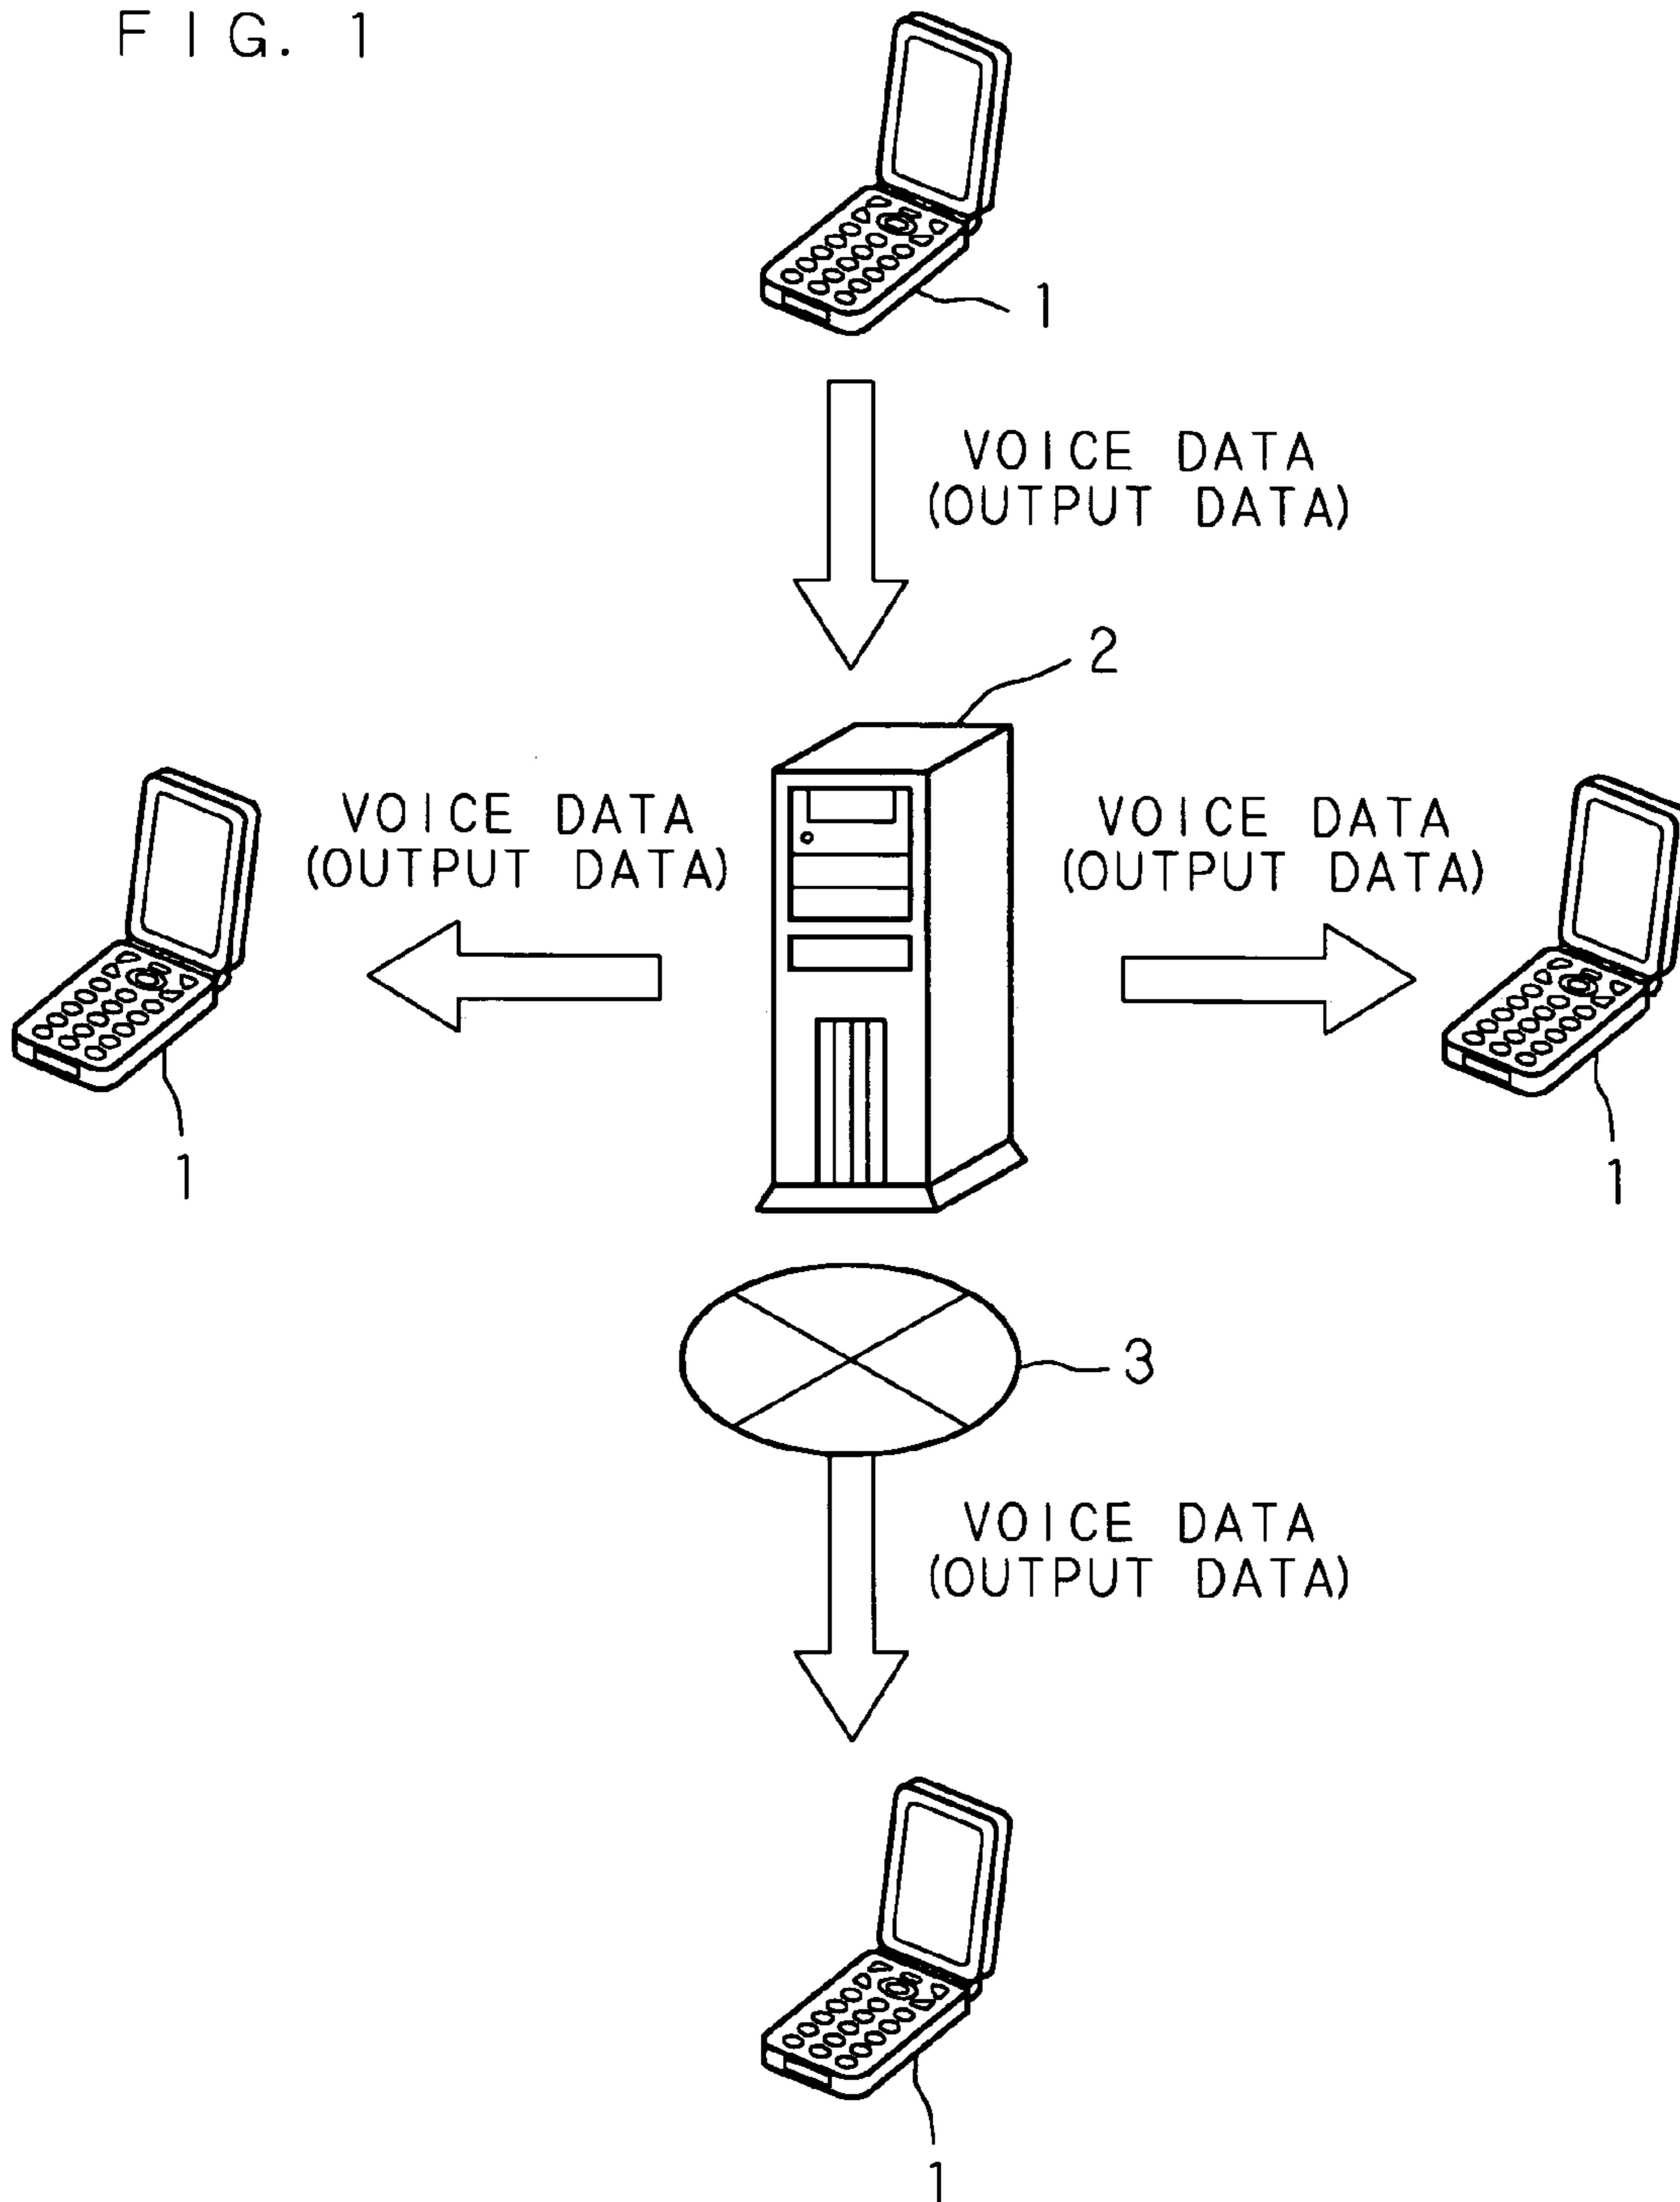 FIG. 1
1
VOICE DATA
(OUTPUT DATA)
2
VOICE DATA
(OUTPUT DATA)
VOICE DATA
(OUTPUT DATA)
1
1
3
VOICE DATA
(OUTPUT DATA)
1